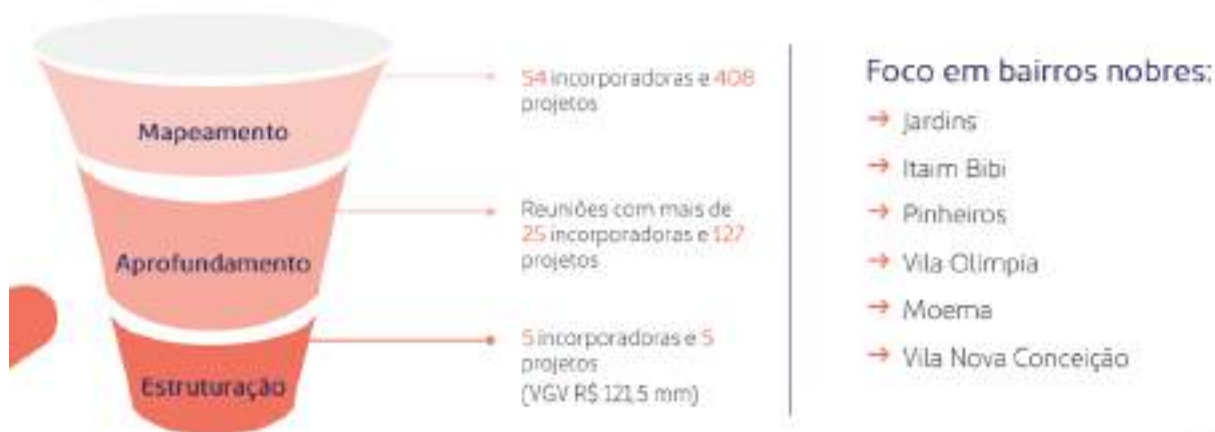 Mapeamento
54 incorporadoras e 408
projetos
Aprofundamento
Reuniões com mais de
25 incorporadoras e 127
projetos
Estruturação
5 incorporadoras e 5
projetos
(VGV R$ 121,5 mm)
Foco em bairros nobres:
→ Jardins
→ Itaim Bibi
→ Pinheiros
→ Vila Olimpia
→ Moema
→ Vila Nova Conceição